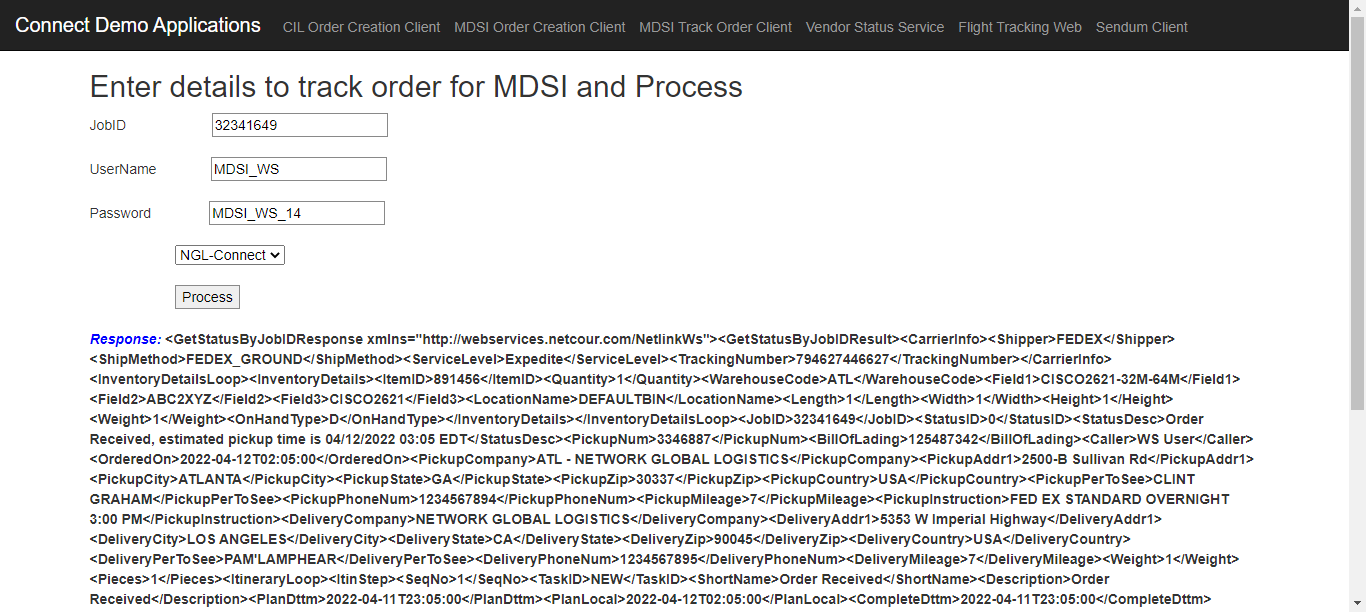 Connect Demo Applications CIL Order Creation Client MDSI Order Creation Client MDSI Track Order Client Vendor Status Service Flight Tracking Web Sendum Client
Enter details to track order for MDSI and Process
JobID 32341649
UserName MDSI_WS
Password MDSI_WS_14
NGL-Connect
Process
Response: <GetStatusByJobIDResponse xmlns="http://webservices.netcour.com/NetlinkWs"><GetStatusByJobIDResult><CarrierInfo><Shipper>FEDEX</Shipper>
<ShipMethod>FEDEX_GROUND</ShipMethod><ServiceLevel>Expedite</ServiceLevel><TrackingNumber>794627446627</TrackingNumber></CarrierInfo>
<InventoryDetailsLoop><InventoryDetails><ItemID>891456</ItemID><Quantity>1</Quantity><WarehouseCode>ATL</WarehouseCode><Field1>CISCO2621-32M-64M</Field1>
<Field2>ABC2XYZ</Field2><Field3>CISCO2621</Field3><LocationName>DEFAULTBIN</LocationName><Length>1</Length><Width>1</Width><Height>1</Height>
<Weight>1</Weight><OnHandType>D</OnHandType></InventoryDetails></InventoryDetailsLoop><JobID>32341649</JobID><StatusID>0</StatusID><StatusDesc>Order
Received, estimated pickup time is 04/12/2022 03:05 EDT</StatusDesc><PickupNum>3346887</PickupNum><BillOfLading>125487342</BillOfLading><Caller>WS User</Caller>
<OrderedOn>2022-04-12T02:05:00</OrderedOn><PickupCompany>ATL - NETWORK GLOBAL LOGISTICS</PickupCompany><PickupAddr1>2500-B Sullivan Rd</PickupAddr1>
<PickupCity>ATLANTA</PickupCity><PickupState>GA</PickupState><PickupZip>30337</PickupZip><PickupCountry>USA</PickupCountry><PickupPerToSee>CLINT
GRAHAM</PickupPerToSee><PickupPhoneNum>1234567894</PickupPhoneNum><PickupMileage>7</PickupMileage><PickupInstruction>FED EX STANDARD OVERNIGHT
3:00 PM</PickupInstruction><DeliveryCompany>NETWORK GLOBAL LOGISTICS</DeliveryCompany><DeliveryAddr1>5353 W Imperial Highway</DeliveryAddr1>
<DeliveryCity>LOS ANGELES</DeliveryCity><DeliveryState>CA</DeliveryState><DeliveryZip>90045</DeliveryZip><DeliveryCountry>USA</DeliveryCountry>
<DeliveryPerToSee>PAM'LAMPHEAR</DeliveryPerToSee><DeliveryPhoneNum>1234567895</DeliveryPhoneNum><DeliveryMileage>7</DeliveryMileage><Weight>1</Weight>
<Pieces>1</Pieces><ItineraryLoop><ItinStep><SeqNo>1</SeqNo><TaskID>NEW</TaskID><ShortName>Order Received</ShortName><Description>Order
Received</Description><PlanDttm>2022-04-11T23:05:00</PlanDttm><PlanLocal>2022-04-12T02:05:00</PlanLocal><CompleteDttm>2022-04-11T23:05:00</CompleteDttm>